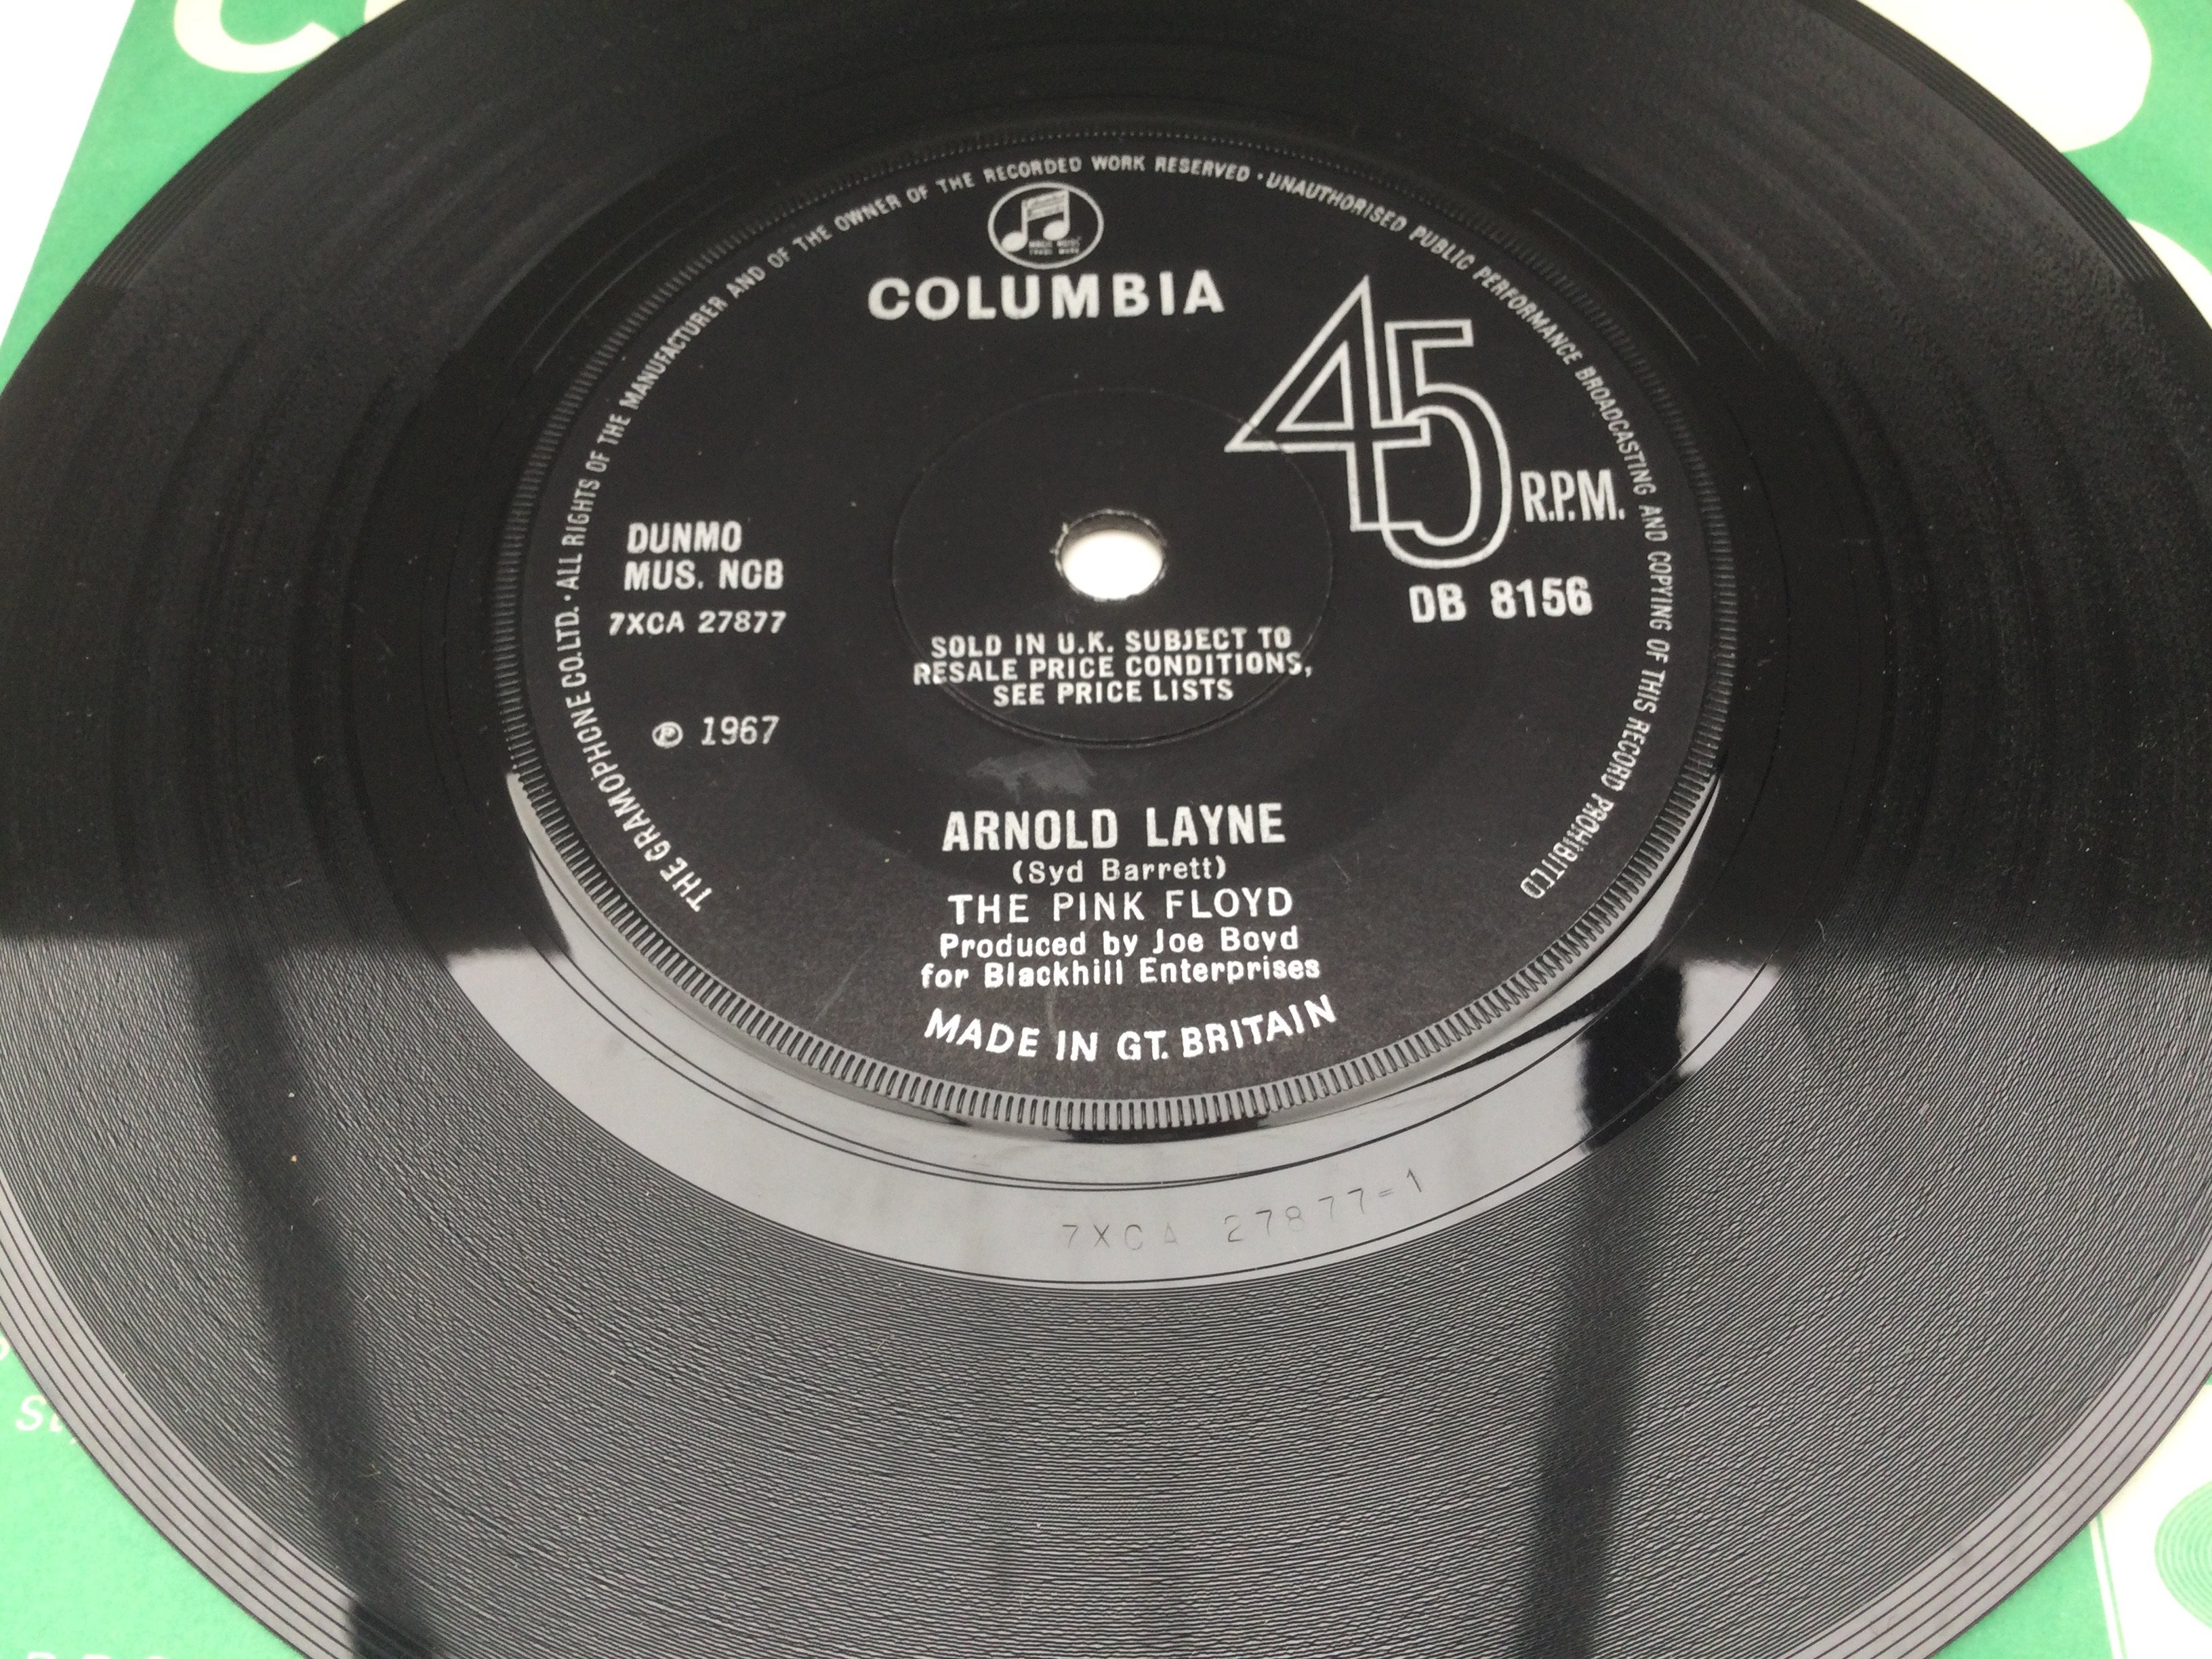 THE GRAMOPHONE CO. LTD. · ALL RIGHTS OF THE MANUFACTURER AND OF THE OWNER OF THE RECORDED WORK RESERVED · UNAUTHORISED PUBLIC PERFORMANCE BROADCASTING AND COPYING OF THIS RECORD PROHIBITED
COLUMBIA
45 R.P.M.
DUNMO
MUS. NCB
7XCA 27877
DB 8156
SOLD IN U.K. SUBJECT TO
RESALE PRICE CONDITIONS,
SEE PRICE LISTS
℗ 1967
ARNOLD LAYNE
(Syd Barrett)
THE PINK FLOYD
Produced by Joe Boyd
for Blackhill Enterprises
MADE IN GT. BRITAIN
7XCA 27877-1